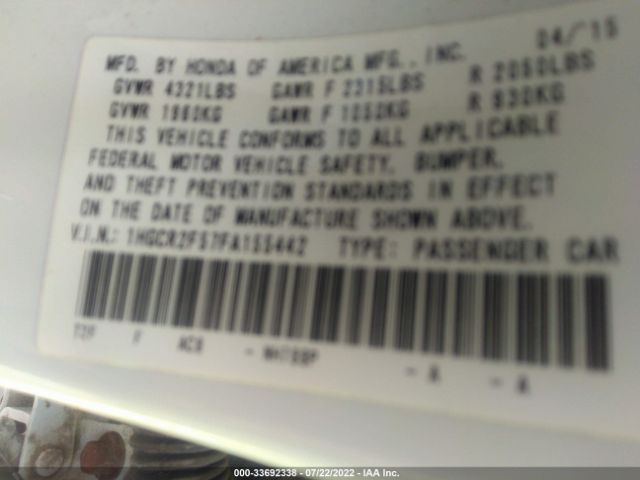 04/15
MFD. BY HONDA OF AMERICA MFG., INC.
GVWR 4321LBS GAWR F 2315LBS R 2050LBS
GVWR 1960KG GAWR F 1050KG R 930KG
THIS VEHICLE CONFORMS TO ALL APPLICABLE
FEDERAL MOTOR VEHICLE SAFETY, BUMPER,
AND THEFT PREVENTION STANDARDS IN EFFECT
ON THE DATE OF MANUFACTURE SHOWN ABOVE.
V.I.N.: 1HGCR2F57FA155442 TYPE: PASSENGER CAR
F - NH788P - A - A
000-33692338 - 07/22/2022 - IAA Inc.